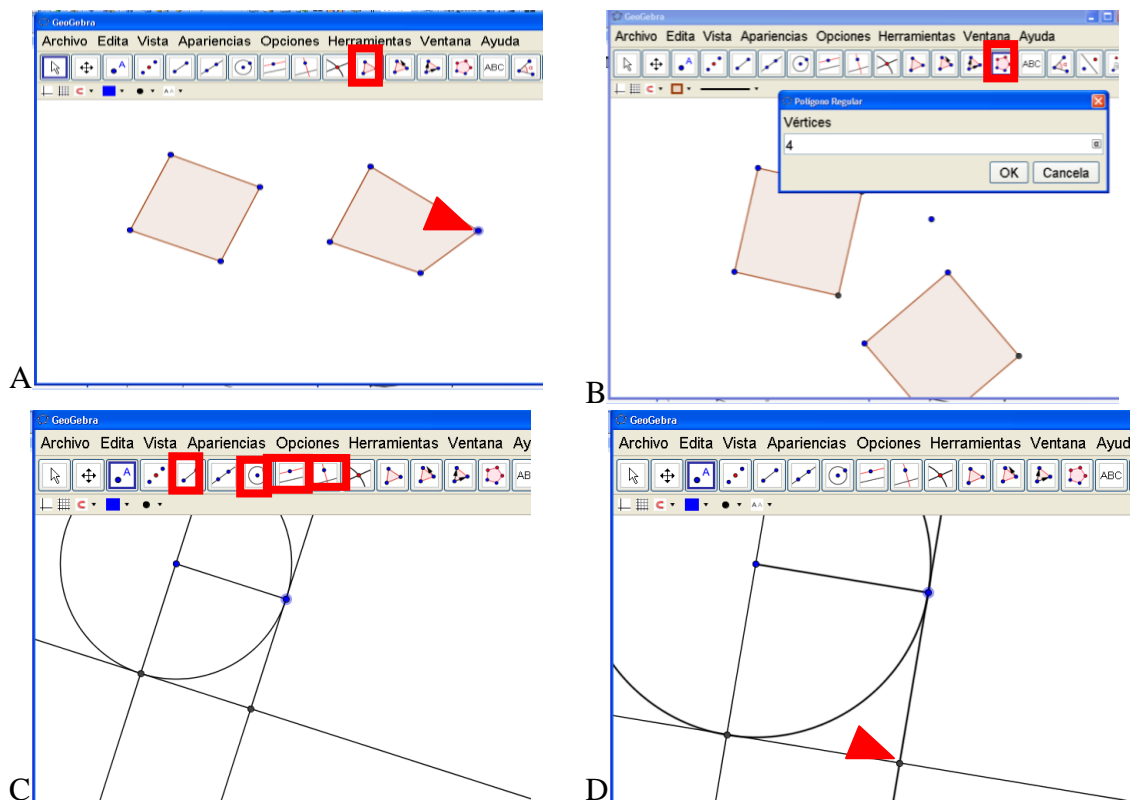 GeoGebra
Archivo Edita Vista Apariencias Opciones Herramientas Ventana Ayuda
A
ABC
A A
A
GeoGebra
Archivo Edita Vista Apariencias Opciones Herramientas Ventana Ayuda
A
ABC
Polígono Regular
Vértices
4
α
OK Cancela
B
GeoGebra
Archivo Edita Vista Apariencias Opciones Herramientas Ventana Ay
A
AB
C
GeoGebra
Archivo Edita Vista Apariencias Opciones Herramientas Ventana Ayud
A
ABC
A A
D